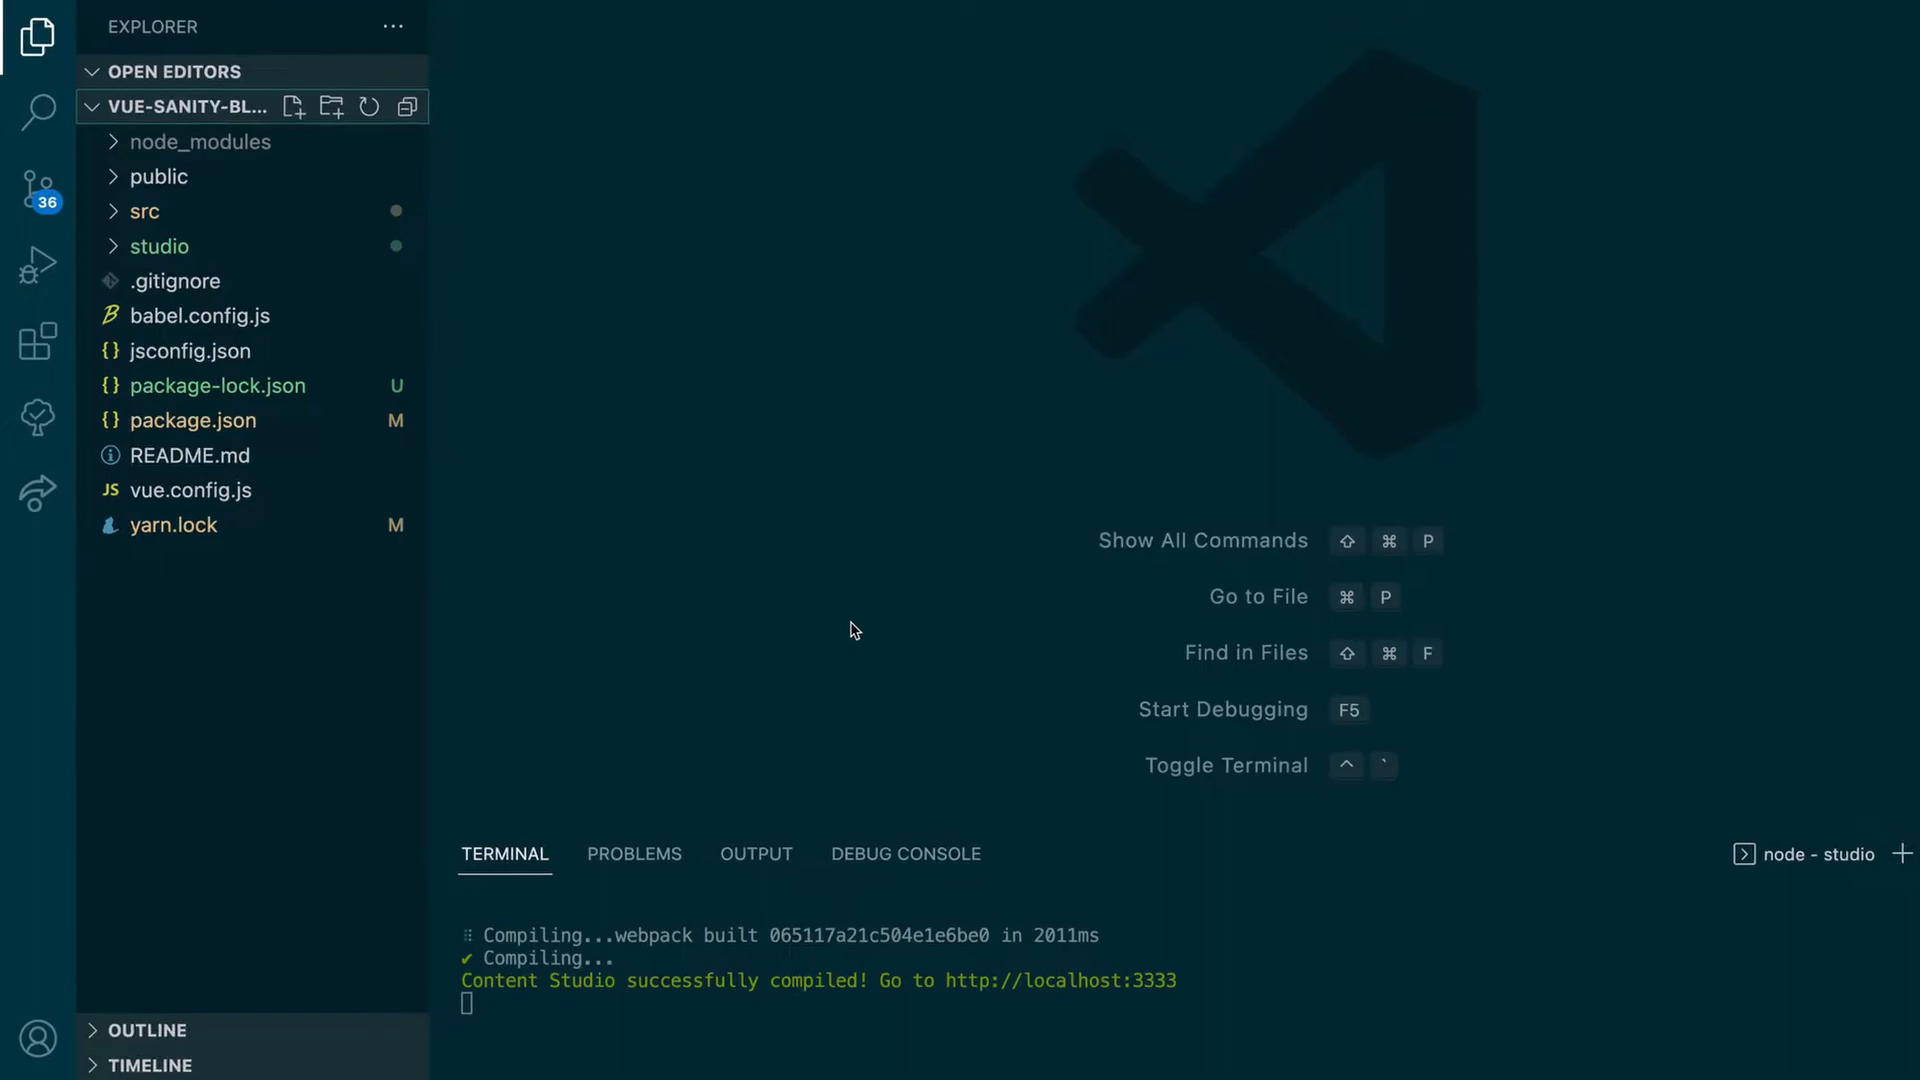 EXPLORER
OPEN EDITORS
VUE-SANITY-BL...
node_modules
public
src
studio
.gitignore
babel.config.js
{} jsconfig.json
{} package-lock.json U
{} package.json M
README.md
JS vue.config.js
yarn.lock M
36
OUTLINE
TIMELINE
Show All Commands ⇧ ⌘ P
Go to File ⌘ P
Find in Files ⇧ ⌘ F
Start Debugging F5
Toggle Terminal ^ `
TERMINAL PROBLEMS OUTPUT DEBUG CONSOLE
node - studio
Compiling...webpack built 065117a21c504e1e6be0 in 2011ms
✔ Compiling...
Content Studio successfully compiled! Go to http://localhost:3333